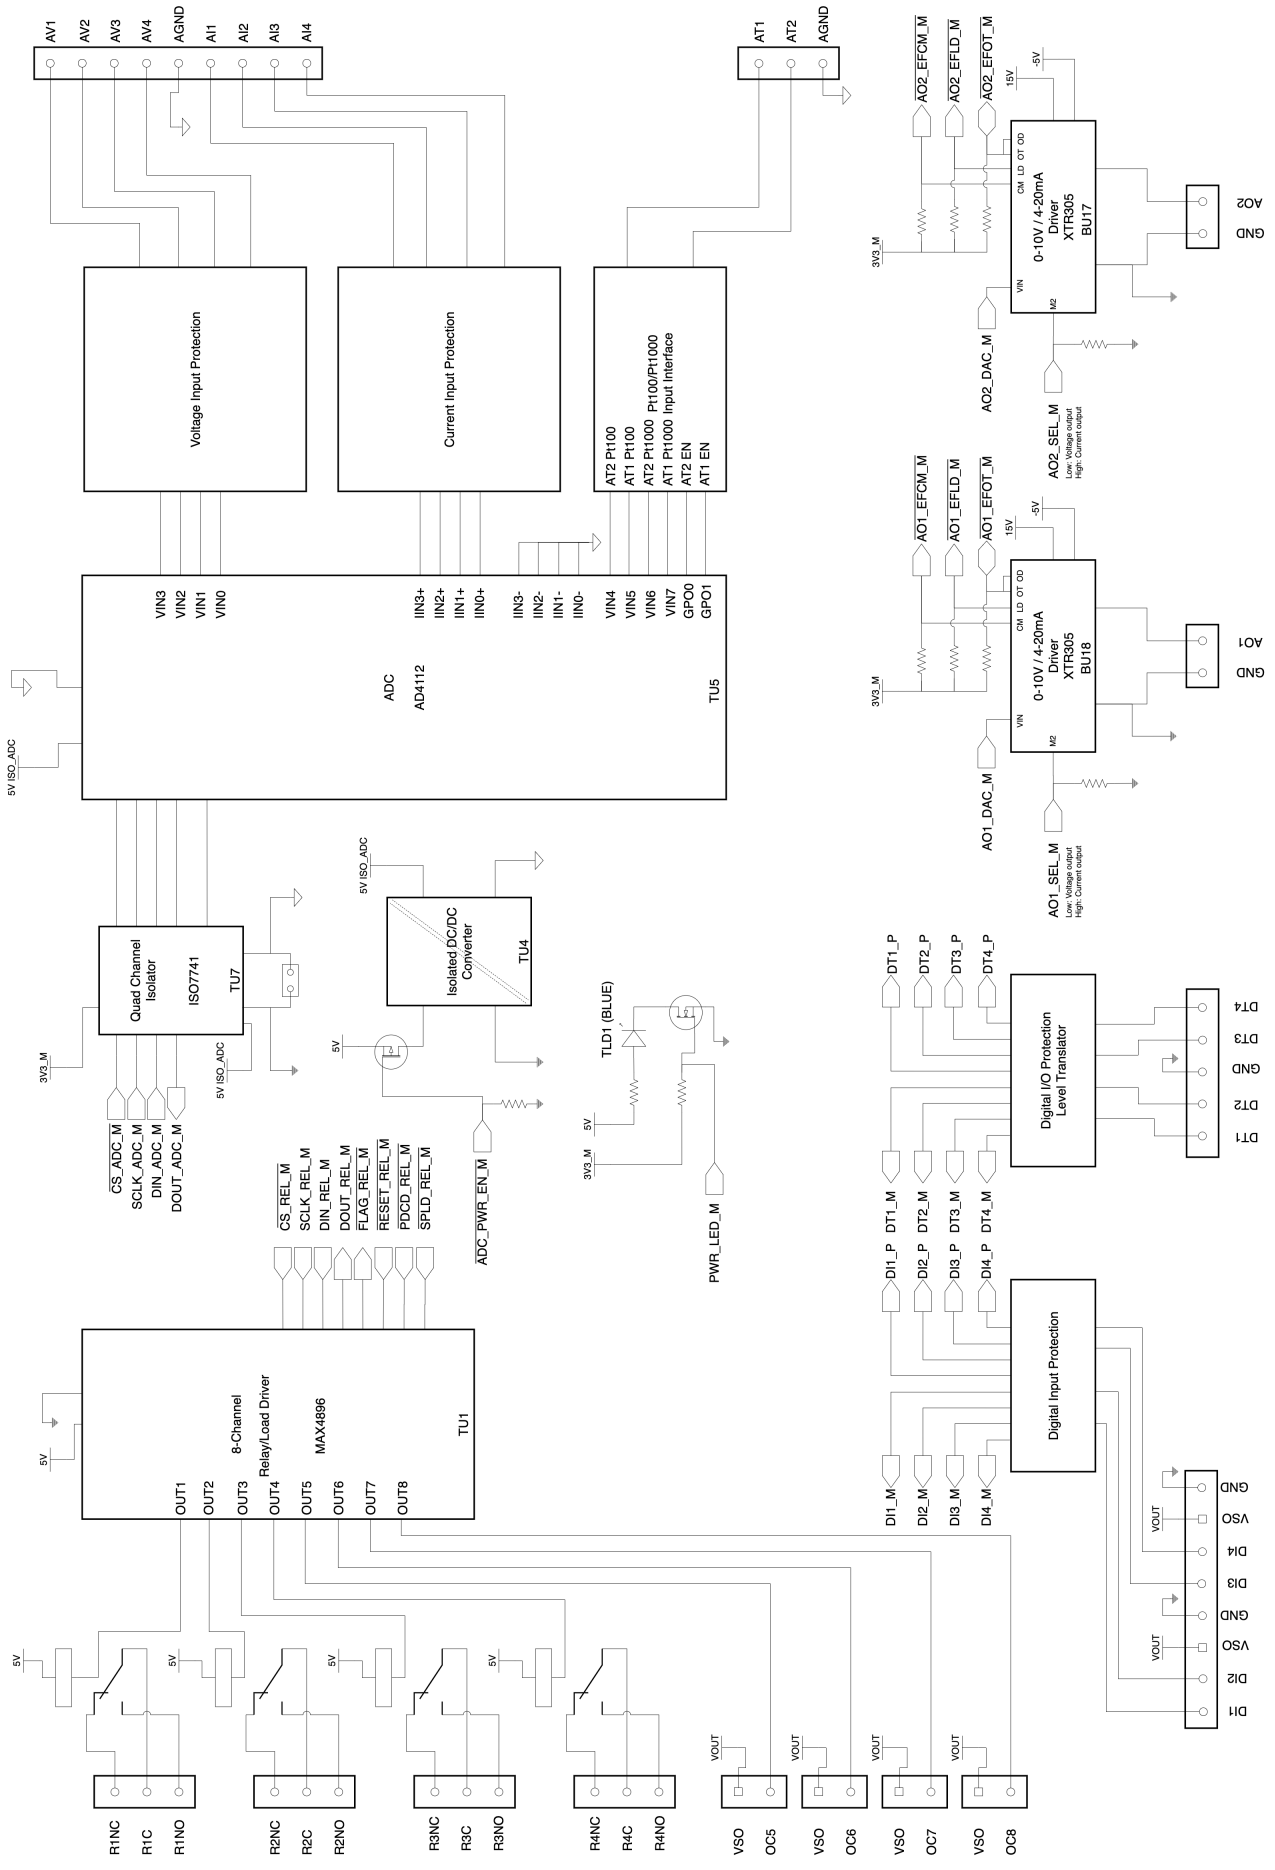 AV1
AV2
AV3
AV4
AGND
AI1
AI2
AI3
AI4
AT1
AT2
AGND
Voltage Input Protection
Current Input Protection
AT2 Pt100
AT1 Pt100
AT2 Pt1000
AT1 Pt1000
AT2 EN
AT1 EN
Pt100/Pt1000
Input Interface
VIN3
VIN2
VIN1
VIN0
IIN3+
IIN2+
IIN1+
IIN0+
IIN3-
IIN2-
IIN1-
IIN0-
VIN4
VIN5
VIN6
VIN7
GPO0
GPO1
ADC
AD4112
TU5
5V ISO_ADC
Quad Channel
Isolator
ISO7741
TU7
3V3_M
5V ISO_ADC
CS_ADC_M
SCLK_ADC_M
DIN_ADC_M
DOUT_ADC_M
5V ISO_ADC
Isolated DC/DC
Converter
TU4
5V
ADC_PWR_EN_M
TLD1 (BLUE)
5V
3V3_M
PWR_LED_M
CS_REL_M
SCLK_REL_M
DIN_REL_M
DOUT_REL_M
FLAG_REL_M
RESET_REL_M
PDCD_REL_M
SPLD_REL_M
5V
8-Channel
Relay/Load Driver
MAX4896
TU1
OUT1
OUT2
OUT3
OUT4
OUT5
OUT6
OUT7
OUT8
5V
5V
5V
5V
R1NC
R1C
R1NO
R2NC
R2C
R2NO
R3NC
R3C
R3NO
R4NC
R4C
R4NO
VOUT
VSO
OC5
VOUT
VSO
OC6
VOUT
VSO
OC7
VOUT
VSO
OC8
AO2_EFCM_M
AO2_EFLD_M
AO2_EFOT_M
15V
-5V
3V3_M
CM
LD
OT
OD
0-10V / 4-20mA
Driver
XTR305
BU17
VIN
M2
AO2_DAC_M
AO2_SEL_M
Low: Voltage output
High: Current output
AO2
GND
AO1_EFCM_M
AO1_EFLD_M
AO1_EFOT_M
15V
-5V
3V3_M
CM
LD
OT
OD
0-10V / 4-20mA
Driver
XTR305
BU18
VIN
M2
AO1_DAC_M
AO1_SEL_M
Low: Voltage output
High: Current output
AO1
GND
DT1_P
DT2_P
DT3_P
DT4_P
Digital I/O Protection
Level Translator
DT1_M
DT2_M
DT3_M
DT4_M
DT4
DT3
GND
DT2
DT1
DI1_P
DI2_P
DI3_P
DI4_P
Digital Input Protection
DI1_M
DI2_M
DI3_M
DI4_M
GND
VSO
VOUT
DI4
DI3
GND
VSO
VOUT
DI2
DI1